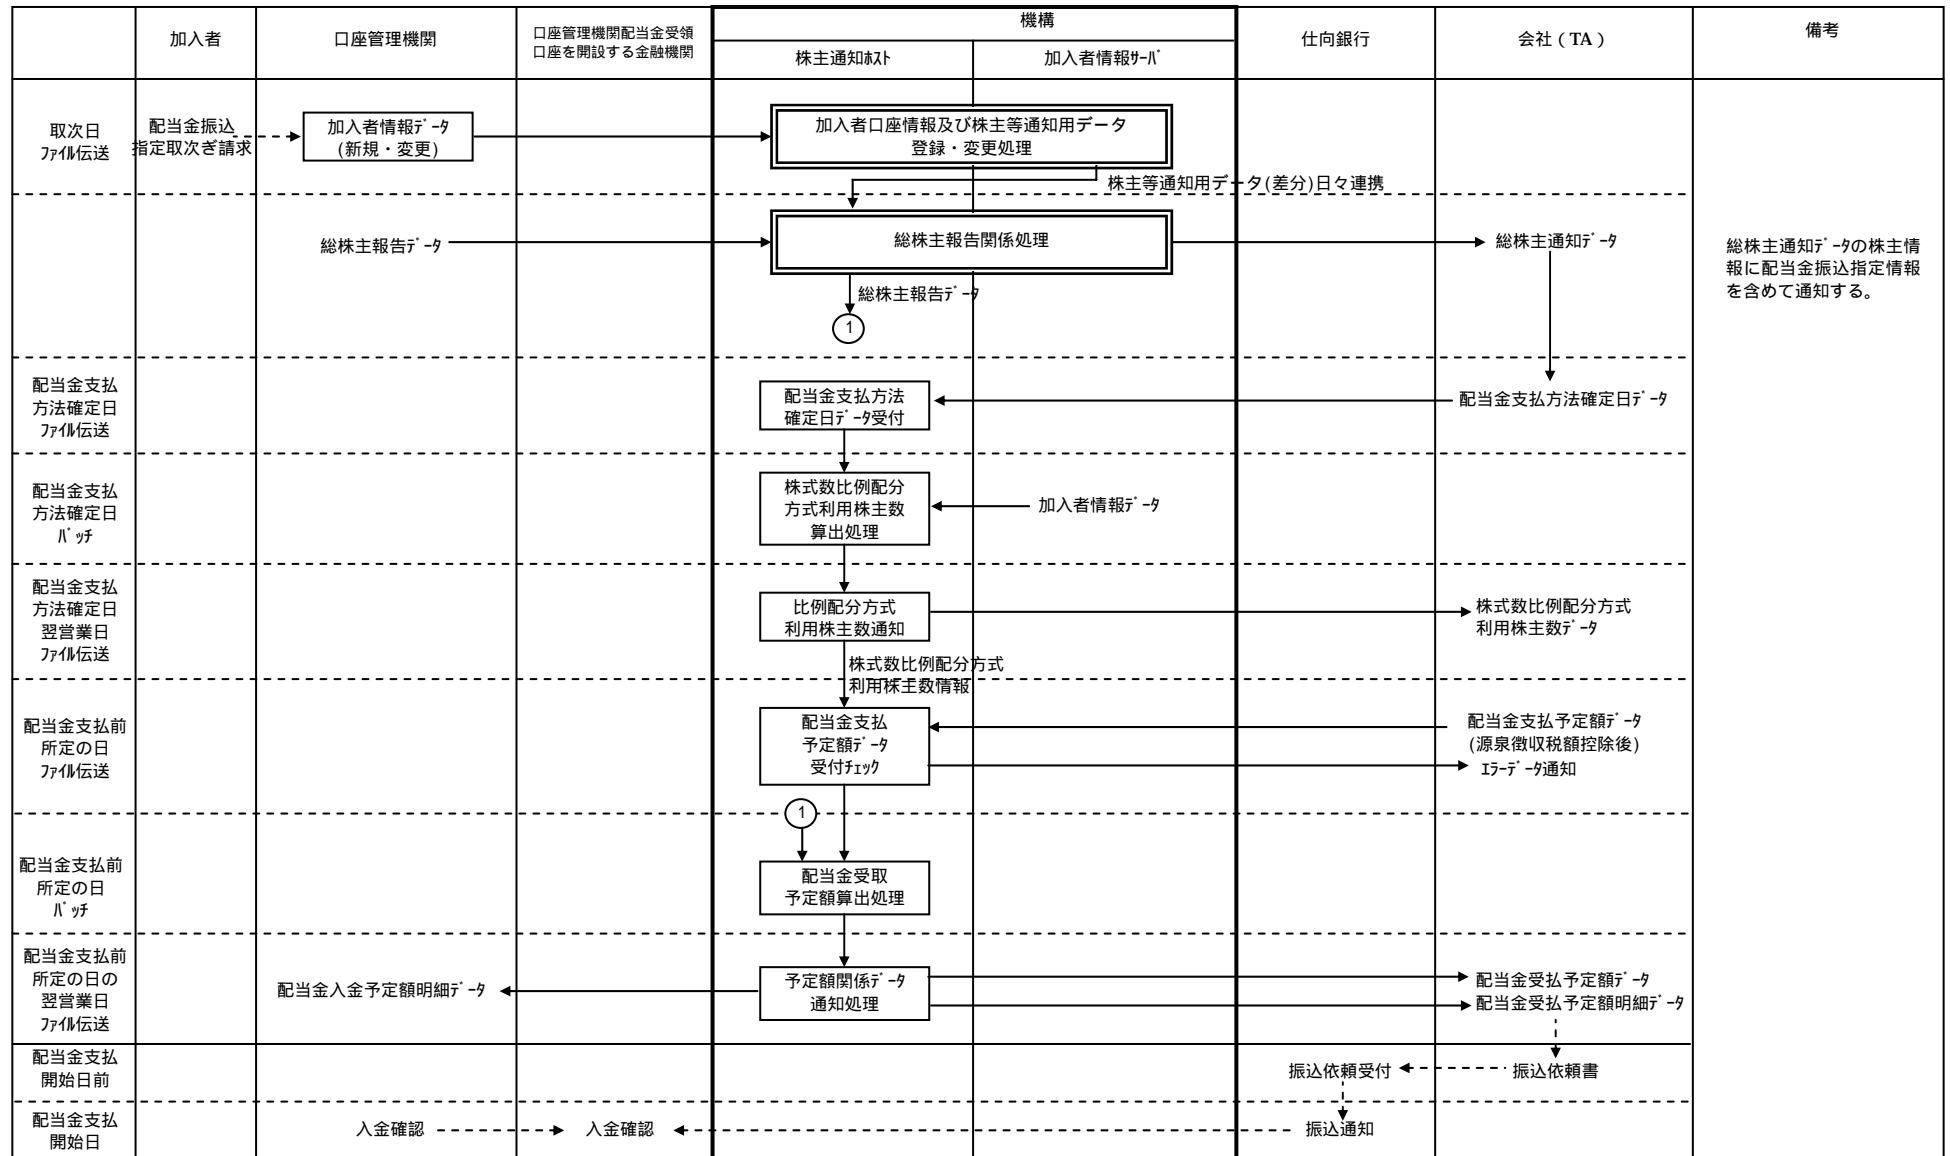 加入者
口座管理機関
口座管理機関配当金受領
口座を開設する金融機関
機構
株主通知ﾎｽﾄ
加入者情報ｻｰﾊﾞ
仕向銀行
会社（TA）
備考
取次日
ﾌｧｲﾙ伝送
配当金振込
指定取次ぎ請求
加入者情報ﾃﾞｰﾀ
(新規・変更)
加入者口座情報及び株主等通知用データ
登録・変更処理
株主等通知用データ(差分)日々連携
総株主報告ﾃﾞｰﾀ
総株主報告関係処理
総株主通知ﾃﾞｰﾀ
総株主通知ﾃﾞｰﾀの株主情
報に配当金振込指定情報
を含めて通知する。
総株主報告ﾃﾞｰﾀ
1
配当金支払
方法確定日
ﾌｧｲﾙ伝送
配当金支払方法
確定日ﾃﾞｰﾀ受付
配当金支払方法確定日ﾃﾞｰﾀ
配当金支払
方法確定日
ﾊﾞｯﾁ
株式数比例配分
方式利用株主数
算出処理
加入者情報ﾃﾞｰﾀ
配当金支払
方法確定日
翌営業日
ﾌｧｲﾙ伝送
比例配分方式
利用株主数通知
株式数比例配分方式
利用株主数ﾃﾞｰﾀ
株式数比例配分方式
利用株主数情報
配当金支払前
所定の日
ﾌｧｲﾙ伝送
配当金支払
予定額ﾃﾞｰﾀ
受付ﾁｪｯｸ
配当金支払予定額ﾃﾞｰﾀ
(源泉徴収税額控除後)
ｴﾗｰﾃﾞｰﾀ通知
1
配当金支払前
所定の日
ﾊﾞｯﾁ
配当金受取
予定額算出処理
配当金支払前
所定の日の
翌営業日
ﾌｧｲﾙ伝送
配当金入金予定額明細ﾃﾞｰﾀ
予定額関係ﾃﾞｰﾀ
通知処理
配当金受払予定額ﾃﾞｰﾀ
配当金受払予定額明細ﾃﾞｰﾀ
配当金支払
開始日前
振込依頼受付
振込依頼書
配当金支払
開始日
入金確認
入金確認
振込通知